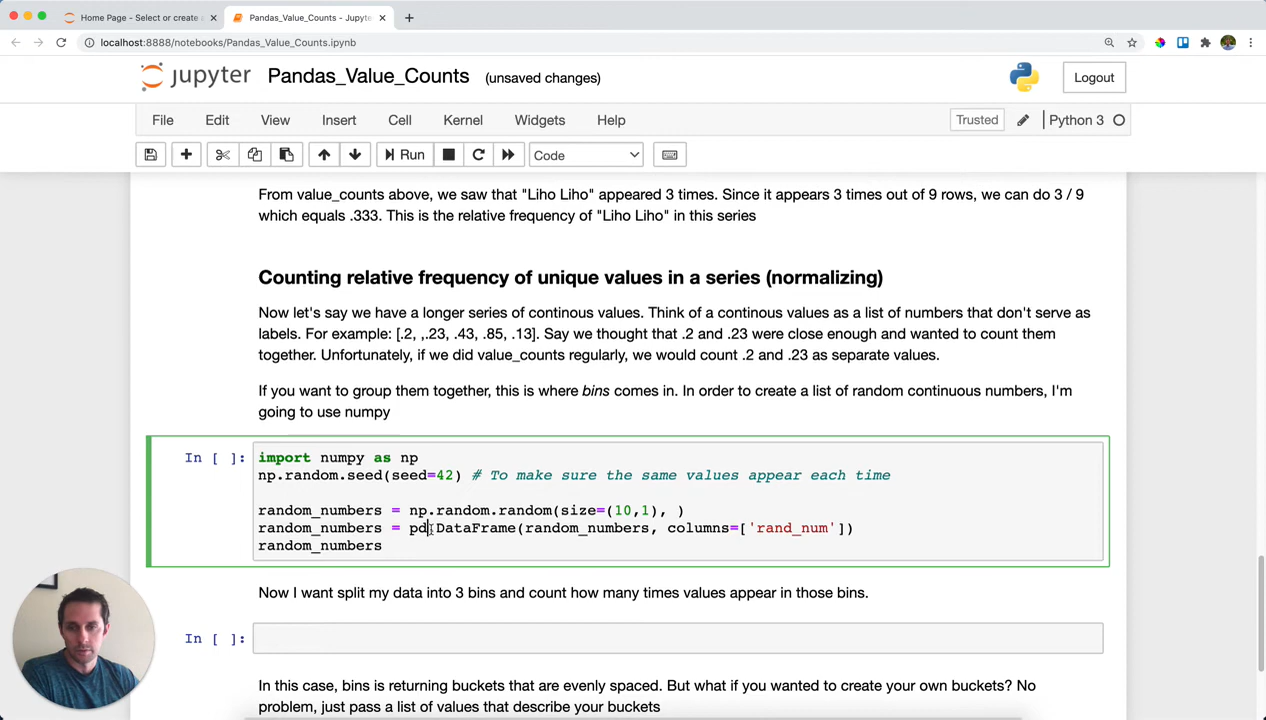 Home Page - Select or create a
Pandas_Value_Counts - Jupyte
localhost:8888/notebooks/Pandas_Value_Counts.ipynb
jupyter Pandas_Value_Counts (unsaved changes)
Logout
File Edit View Insert Cell Kernel Widgets Help
Trusted
Python 3
Run
Code
From value_counts above, we saw that "Liho Liho" appeared 3 times. Since it appears 3 times out of 9 rows, we can do 3 / 9
which equals .333. This is the relative frequency of "Liho Liho" in this series
Counting relative frequency of unique values in a series (normalizing)
Now let's say we have a longer series of continous values. Think of a continous values as a list of numbers that don't serve as
labels. For example: [.2, ,.23, .43, .85, .13]. Say we thought that .2 and .23 were close enough and wanted to count them
together. Unfortunately, if we did value_counts regularly, we would count .2 and .23 as separate values.
If you want to group them together, this is where bins comes in. In order to create a list of random continuous numbers, I'm
going to use numpy
In [ ]: import numpy as np
np.random.seed(seed=42) # To make sure the same values appear each time
random_numbers = np.random.random(size=(10,1), )
random_numbers = pd.DataFrame(random_numbers, columns=['rand_num'])
random_numbers
Now I want split my data into 3 bins and count how many times values appear in those bins.
In [ ]:
In this case, bins is returning buckets that are evenly spaced. But what if you wanted to create your own buckets? No
problem, just pass a list of values that describe your buckets